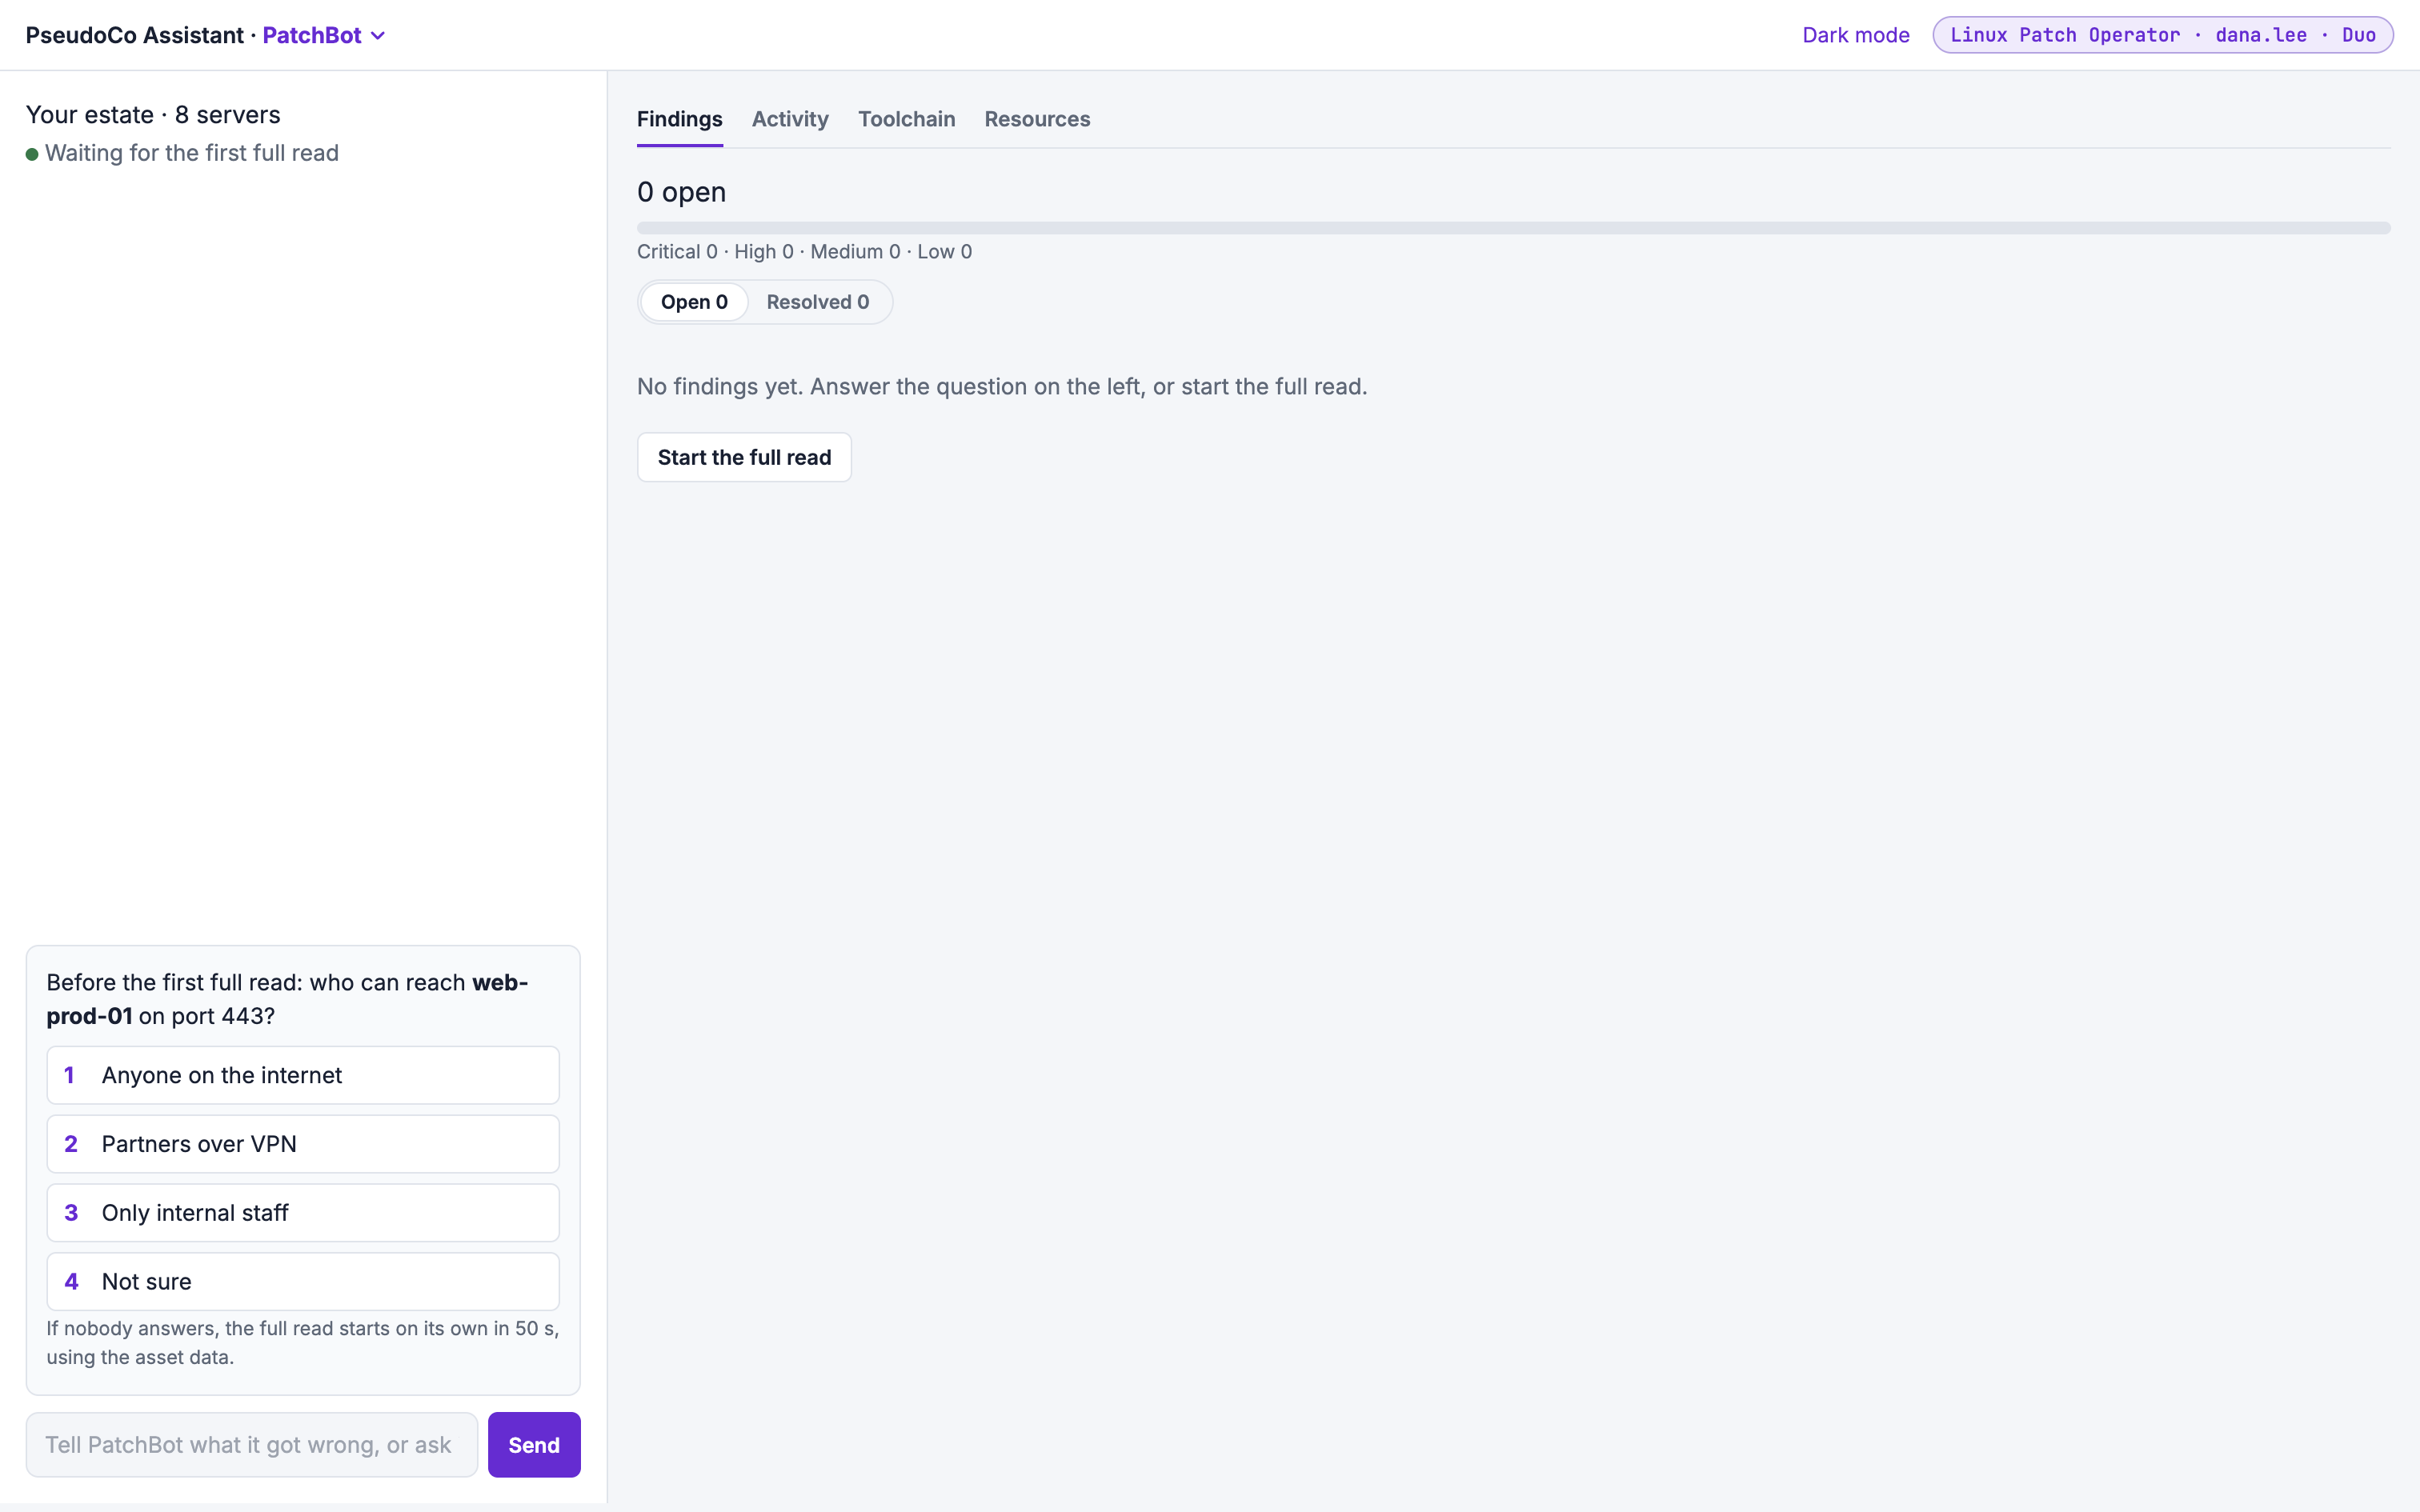 PseudoCo Assistant · PatchBot
Dark mode
Linux Patch Operator · dana.lee · Duo
Your estate · 8 servers
Waiting for the first full read
Before the first full read: who can reach web-
prod-01 on port 443?
1 Anyone on the internet
2 Partners over VPN
3 Only internal staff
4 Not sure
If nobody answers, the full read starts on its own in 50 s,
using the asset data.
Tell PatchBot what it got wrong, or ask
Send
Findings Activity Toolchain Resources
0 open
Critical 0 · High 0 · Medium 0 · Low 0
Open 0 Resolved 0
No findings yet. Answer the question on the left, or start the full read.
Start the full read